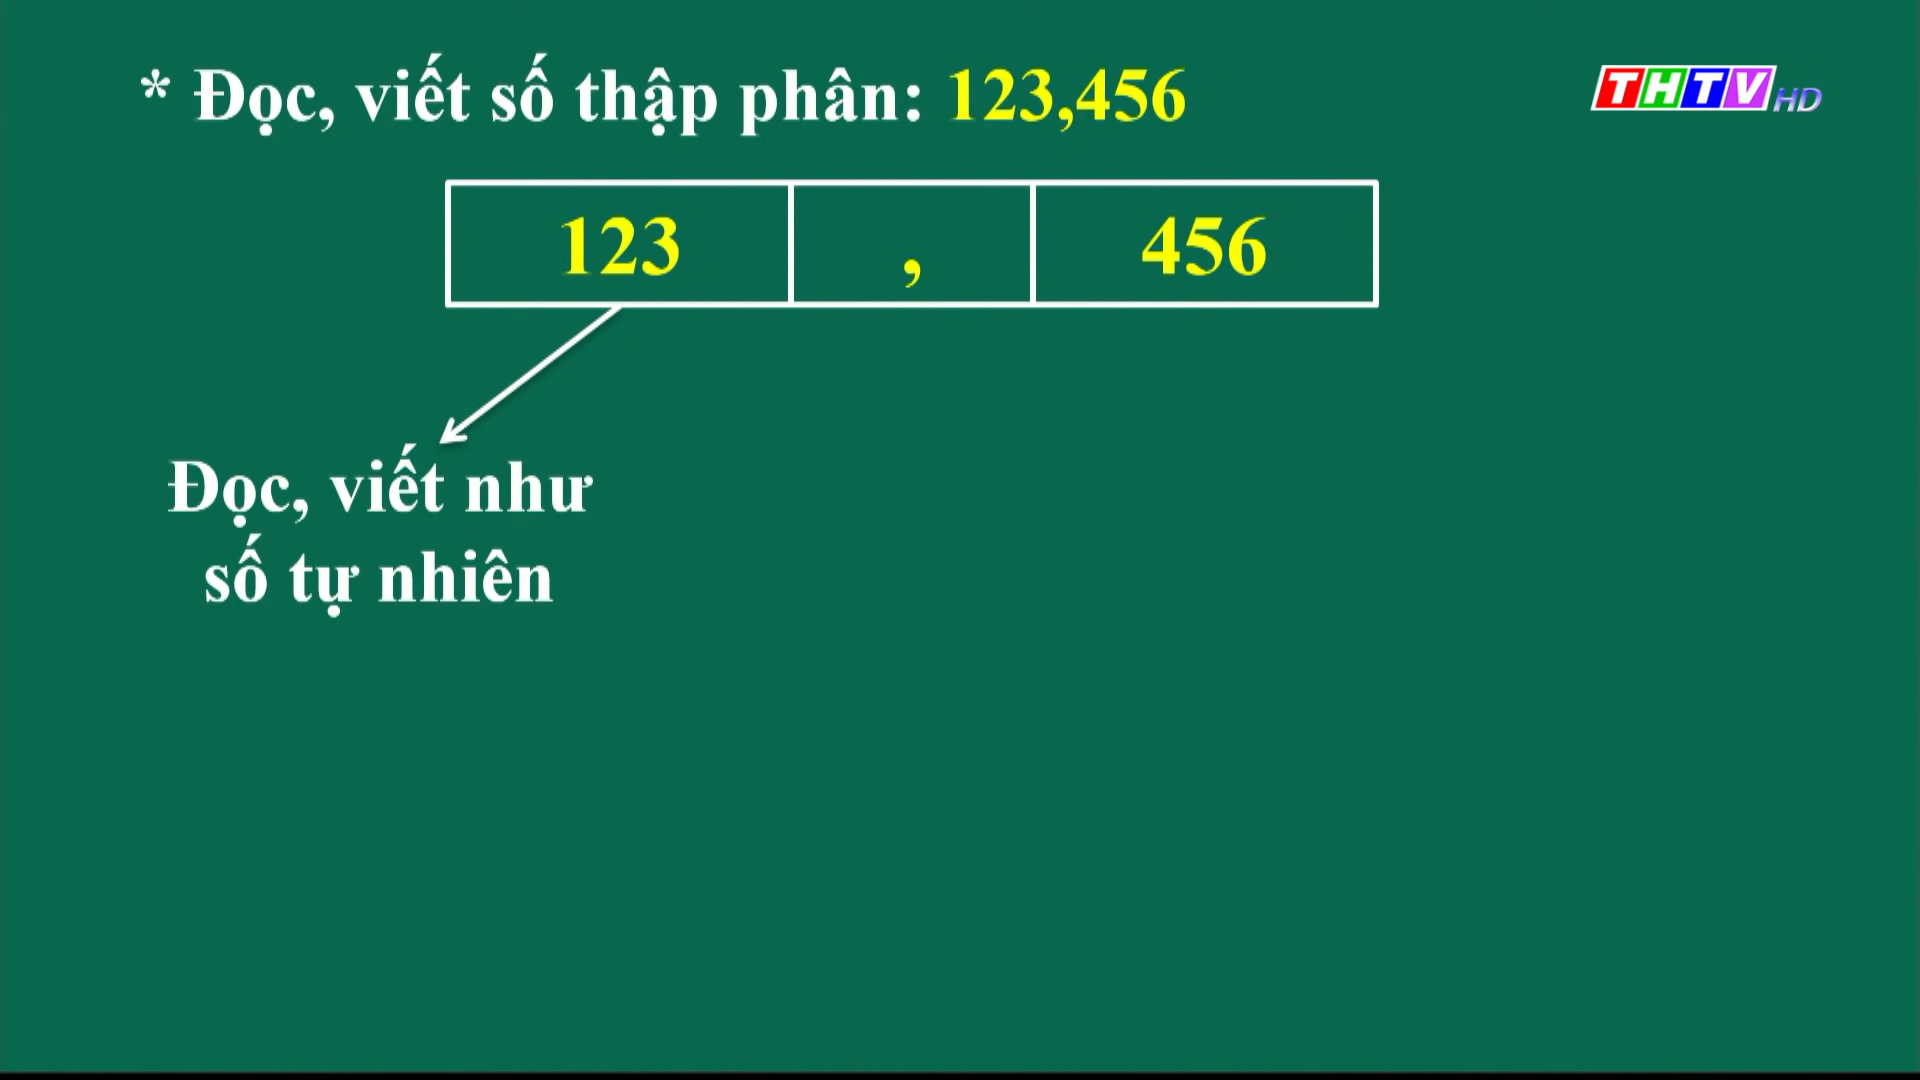 * Đọc, viết số thập phân: 123,456
THTV HD
123 , 456
Đọc, viết như
số tự nhiên